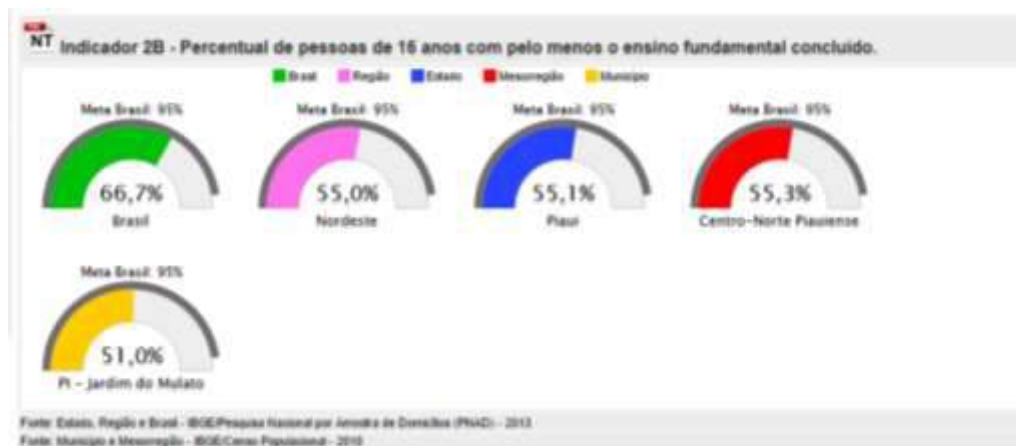 NT Indicador 2B - Percentual de pessoas de 16 anos com pelo menos o ensino fundamental concluído.
Brasil Região Estado Mesorregião Município
Meta Brasil: 95% Meta Brasil: 95% Meta Brasil: 95% Meta Brasil: 95%
66,7% 55,0% 55,1% 55,3%
Brasil Nordeste Piauí Centro-Norte Piauiense
Meta Brasil: 95%
51,0%
PI - Jardim do Mulato
Fonte: Estado, Região e Brasil - IBGE/Pesquisa Nacional por Amostra de Domicílios (PNAD) - 2013
Fonte: Município e Mesorregião - IBGE/Censo Populacional - 2010